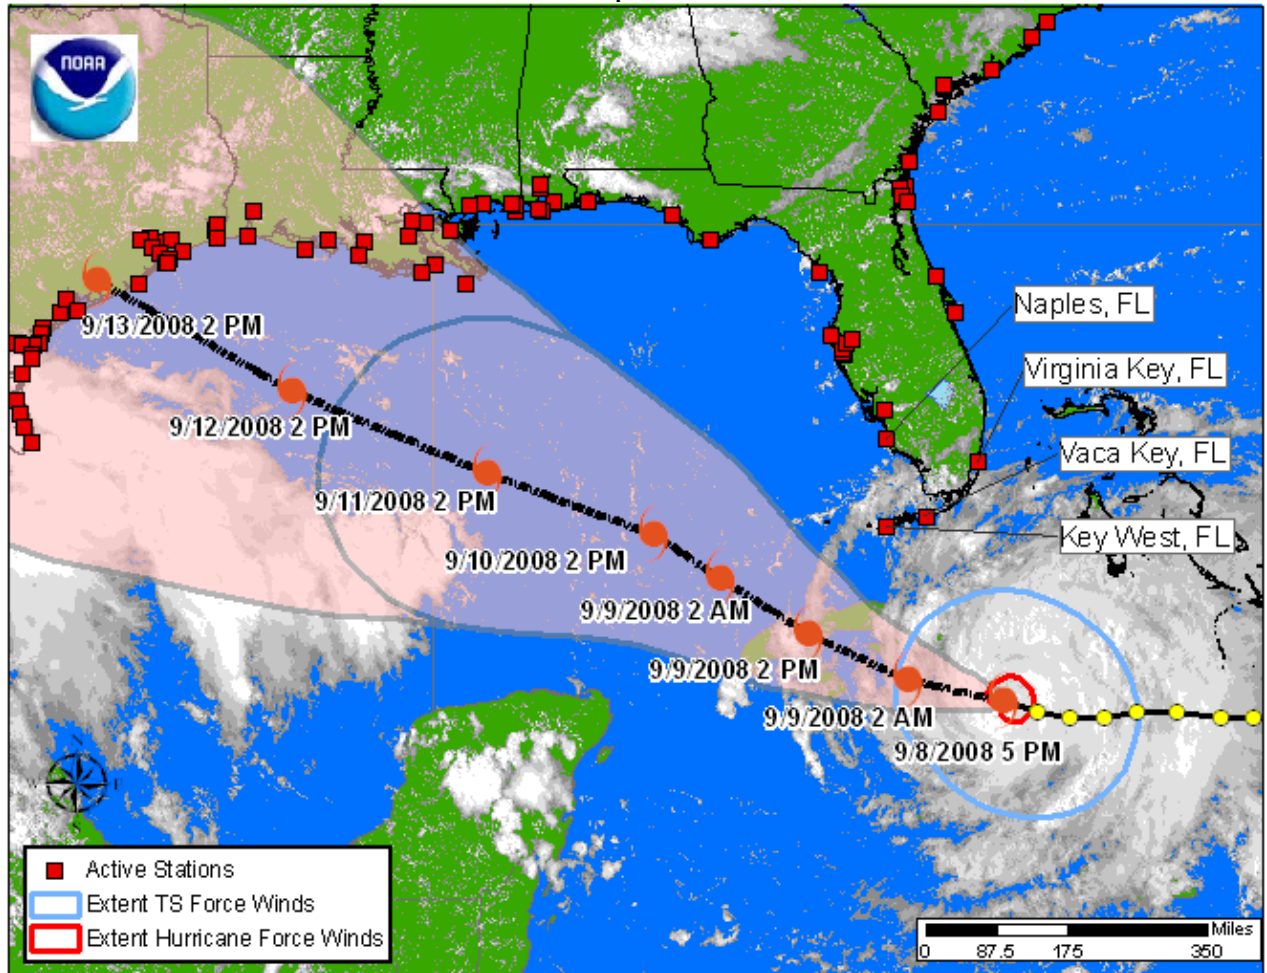 NOAA
Naples, FL
Virginia Key, FL
9/13/2008 2 PM
9/12/2008 2 PM
Vaca Key, FL
9/11/2008 2 PM
Key West, FL
9/10/2008 2 PM
9/9/2008 2 AM
9/9/2008 2 PM
9/9/2008 2 AM
9/8/2008 5 PM
N
E
S
Active Stations
Extent TS Force Winds
Extent Hurricane Force Winds
Miles
0 87.5 175 350